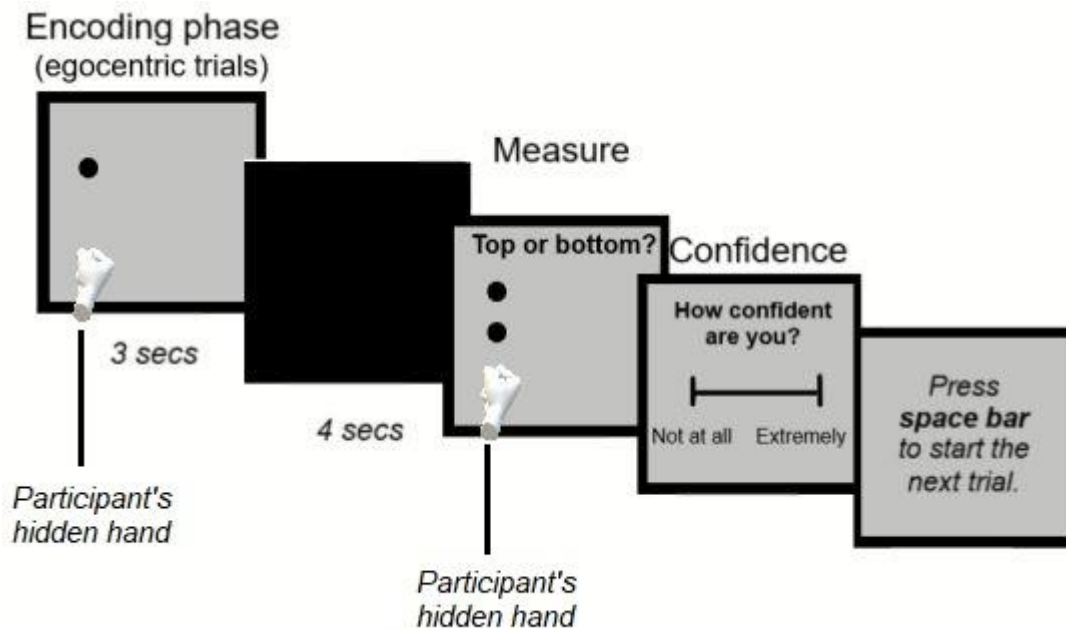 Encoding phase
(egocentric trials)
3 secs
Participant's
hidden hand
4 secs
Measure
Top or bottom?
Participant's
hidden hand
Confidence
How confident
are you?
Not at all Extremely
Press
space bar
to start the
next trial.